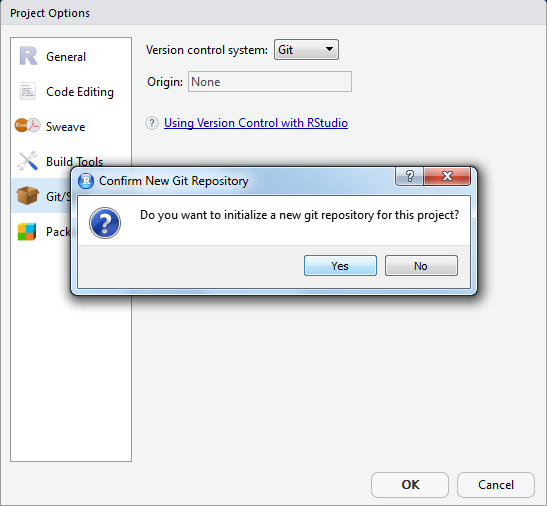 Project Options
General
Code Editing
Sweave
Build Tools
Git/S
Pack
Version control system: Git
Origin: None
? Using Version Control with RStudio
R Confirm New Git Repository ?
? Do you want to initialize a new git repository for this project?
Yes No
OK Cancel